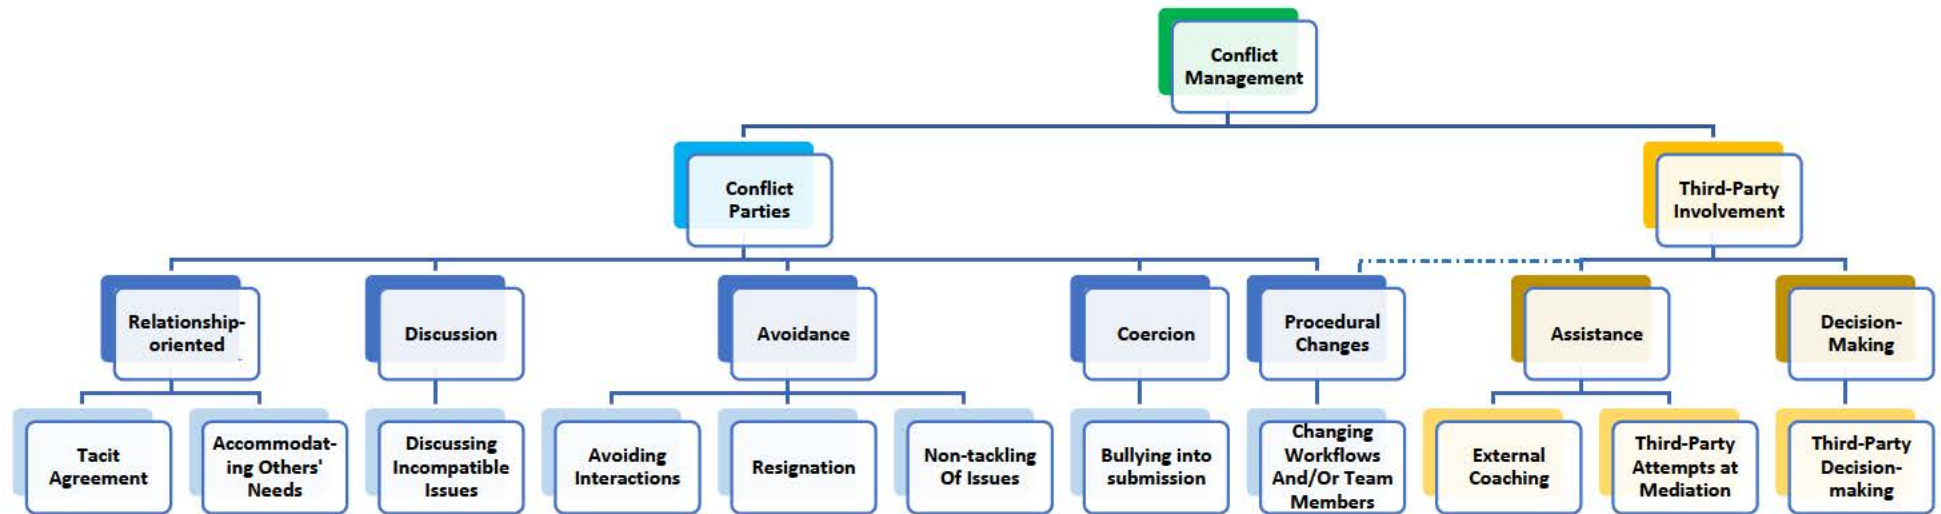 Conflict
Management
Conflict
Parties
Third-Party
Involvement
Relationship-
oriented
Discussion
Avoidance
Coercion
Procedural
Changes
Assistance
Decision-
Making
Tacit
Agreement
Accommodat-
ing Others'
Needs
Discussing
Incompatible
Issues
Avoiding
Interactions
Resignation
Non-tackling
Of Issues
Bullying into
submission
Changing
Workflows
And/Or Team
Members
External
Coaching
Third-Party
Attempts at
Mediation
Third-Party
Decision-
making